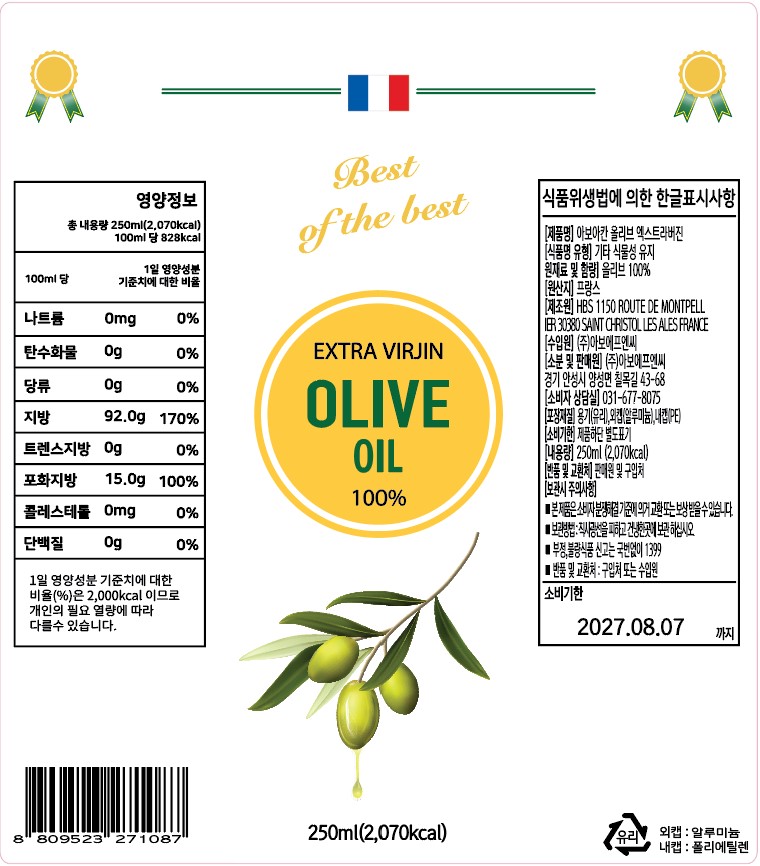 Best
of the best
영양정보
총 내용량 250ml(2,070kcal)
100ml 당 828kcal
100ml 당 1일 영양성분
기준치에 대한 비율
나트륨 0mg 0%
탄수화물 0g 0%
당류 0g 0%
지방 92.0g 170%
트렌스지방 0g 0%
포화지방 15.0g 100%
콜레스테롤 0mg 0%
단백질 0g 0%
1일 영양성분 기준치에 대한
비율(%)은 2,000kcal 이므로
개인의 필요 열량에 따라
다를수 있습니다.
8 809523 271087
EXTRA VIRJIN
OLIVE
OIL
100%
250ml(2,070kcal)
식품위생법에 의한 한글표시사항
[제품명] 아보아칸 올리브 엑스트라버진
[식품명 유형] 기타 식물성 유지
원재료 및 함량] 올리브 100%
[원산지] 프랑스
[제조원] HBS 1150 ROUTE DE MONTPELL
IER 30380 SAINT CHRISTOL LES ALES FRANCE
[수입원] (주)아보에프엔씨
[소분 및 판매원] (주)아보에프엔씨
경기 안성시 양성면 칠목길 43-68
[소비자 상담실] 031-677-8075
[포장재질] 용기(유리),외캡(알루미늄),내캡(PE)
[소비기한] 제품하단 별도표기
[내용량] 250ml (2,070kcal)
[반품 및 교환처] 판매원 및 구입처
[보관시 주의사항]
■ 본 제품은 소비자 분쟁해결 기준에 의거 교환 또는 보상 받을 수 있습니다.
■ 보관방법 : 직사광선을 피하고 건냉한곳에 보관 하십시오
■ 부정,불량식품 신고는 국번없이 1399
■ 반품 및 교환처 : 구입처 또는 수입원
소비기한
2027.08.07 까지
유리
외캡 : 알루미늄
내캡 : 폴리에틸렌